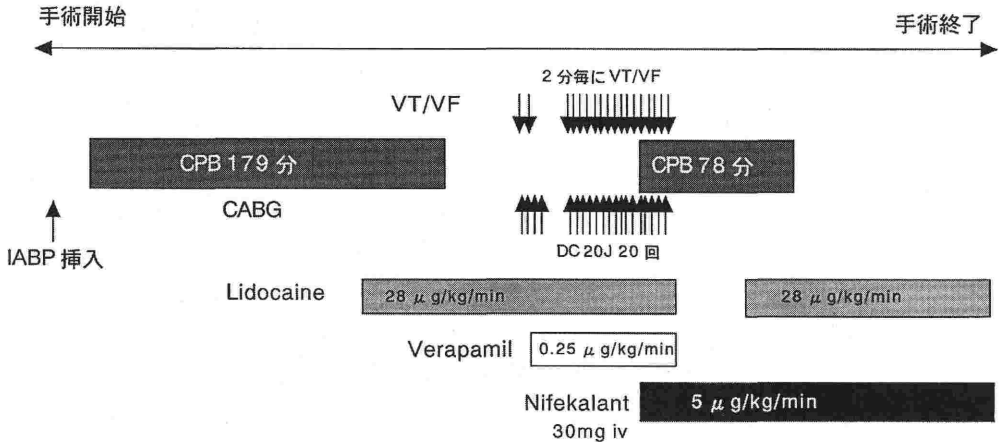 手術開始
手術終了
2分毎にVT/VF
VT/VF
CPB 179 分
CPB 78 分
CABG
IABP 挿入
DC 20J 20 回
Lidocaine
28 μ g/kg/min
28 μ g/kg/min
Verapamil
0.25 μ g/kg/min
Nifekalant
5 μ g/kg/min
30mg iv